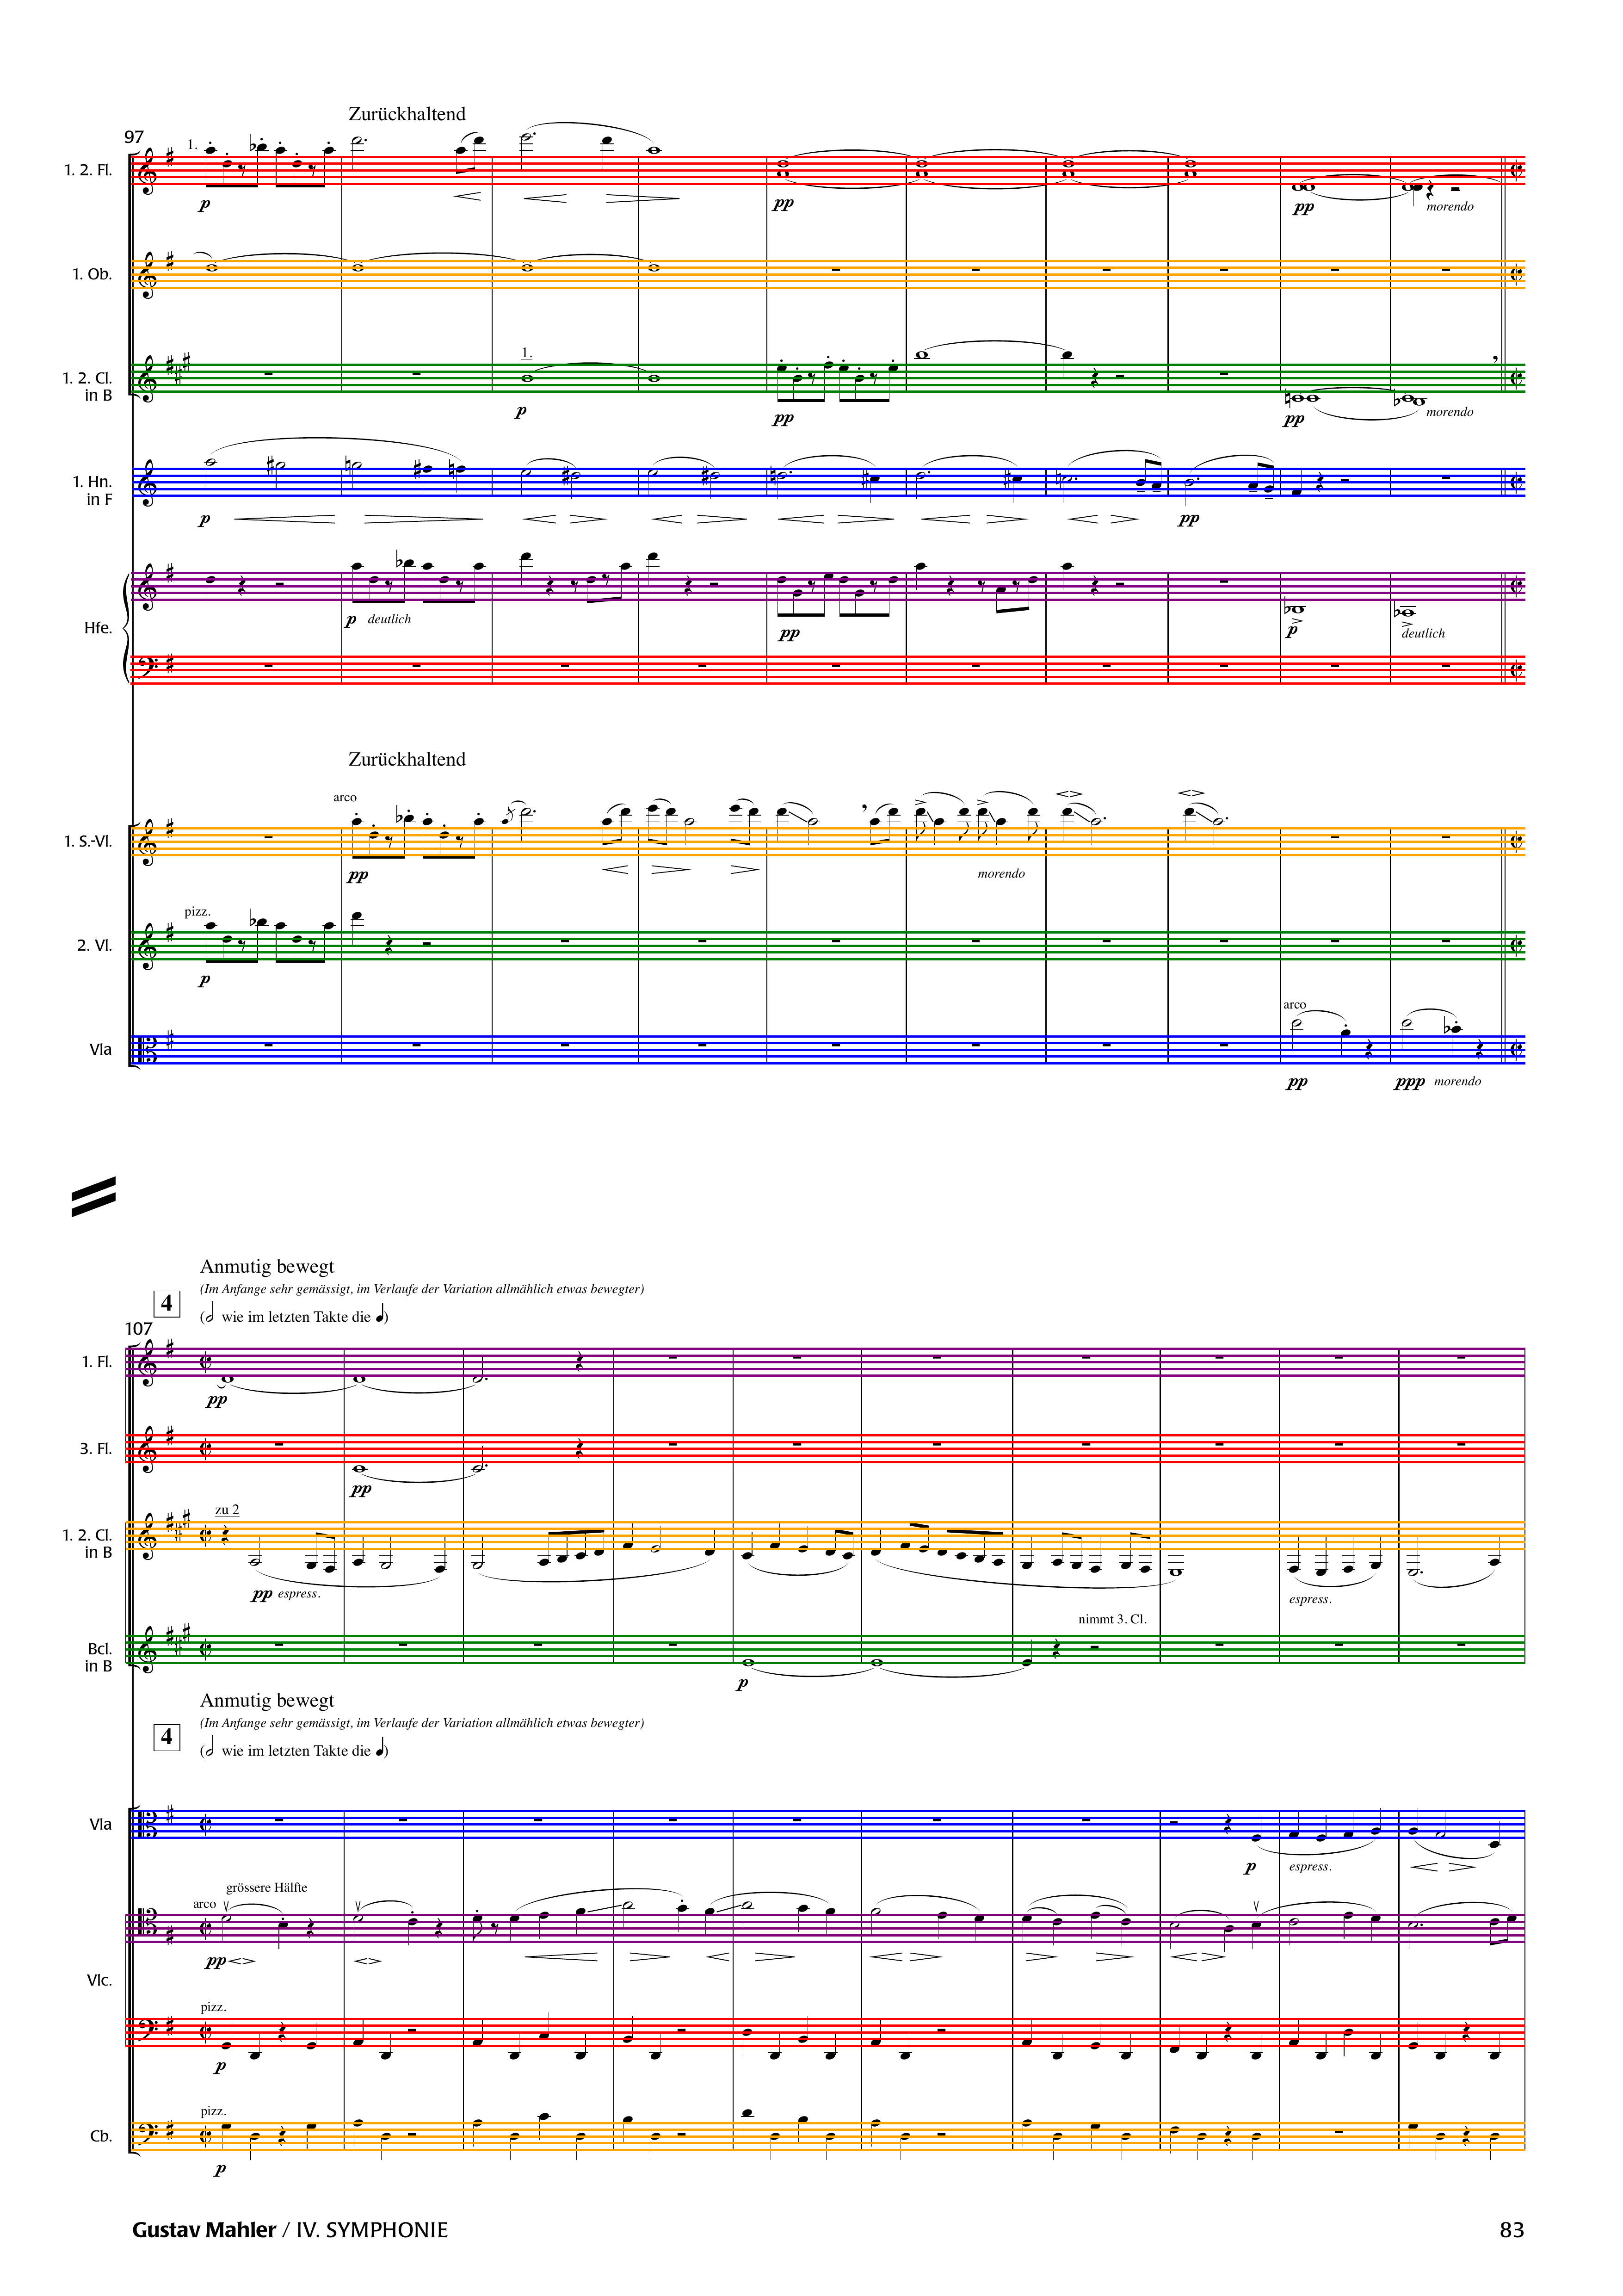 Zurückhaltend
97
1.
1. 2. Fl.
p
pp
pp
morendo
1. Ob.
1.
1. 2. Cl.
in B
p
pp
pp
morendo
1. Hn.
in F
p
pp
Hfe.
p deutlich
pp
p
deutlich
Zurückhaltend
arco
1. S.-Vl.
pp
morendo
pizz.
2. Vl.
p
arco
Vla
pp
ppp morendo
Anmutig bewegt
(Im Anfange sehr gemässigt, im Verlaufe der Variation allmählich etwas bewegter)
4
( wie im letzten Takte die )
107
1. Fl.
pp
3. Fl.
pp
zu 2
1. 2. Cl.
in B
pp espress.
espress.
nimmt 3. Cl.
Bcl.
in B
p
Anmutig bewegt
(Im Anfange sehr gemässigt, im Verlaufe der Variation allmählich etwas bewegter)
4
( wie im letzten Takte die )
Vla
p
espress.
grössere Hälfte
arco
pp
Vlc.
pizz.
p
pizz.
Cb.
p
Gustav Mahler / IV. SYMPHONIE
83